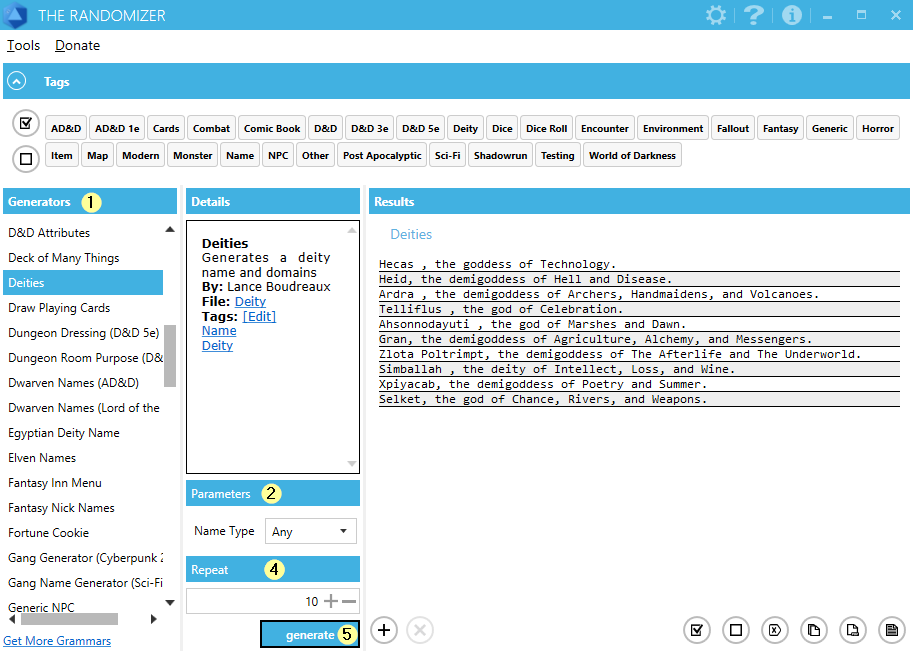 THE RANDOMIZER
Tools Donate
Tags
AD&D AD&D 1e Cards Combat Comic Book D&D D&D 3e D&D 5e Deity Dice Dice Roll Encounter Environment Fallout Fantasy Generic Horror
Item Map Modern Monster Name NPC Other Post Apocalyptic Sci-Fi Shadowrun Testing World of Darkness
Generators 1
D&D Attributes
Deck of Many Things
Deities
Draw Playing Cards
Dungeon Dressing (D&D 5e)
Dungeon Room Purpose (D&
Dwarven Names (AD&D)
Dwarven Names (Lord of the
Egyptian Deity Name
Elven Names
Fantasy Inn Menu
Fantasy Nick Names
Fortune Cookie
Gang Generator (Cyberpunk 2
Gang Name Generator (Sci-Fi
Generic NPC
Get More Grammars
Details
Deities
Generates a deity
name and domains
By: Lance Boudreaux
File: Deity
Tags: [Edit]
Name
Deity
Parameters 2
Name Type Any
Repeat 4
10
generate 5
Results
Deities
Hecas , the goddess of Technology.
Heid, the demigoddess of Hell and Disease.
Ardra , the demigoddess of Archers, Handmaidens, and Volcanoes.
Telliflus , the god of Celebration.
Ahsonnodayuti , the god of Marshes and Dawn.
Gran, the demigoddess of Agriculture, Alchemy, and Messengers.
Zlota Poltrimpt, the demigoddess of The Afterlife and The Underworld.
Simballah , the deity of Intellect, Loss, and Wine.
Xpiyacab, the demigoddess of Poetry and Summer.
Selket, the god of Chance, Rivers, and Weapons.